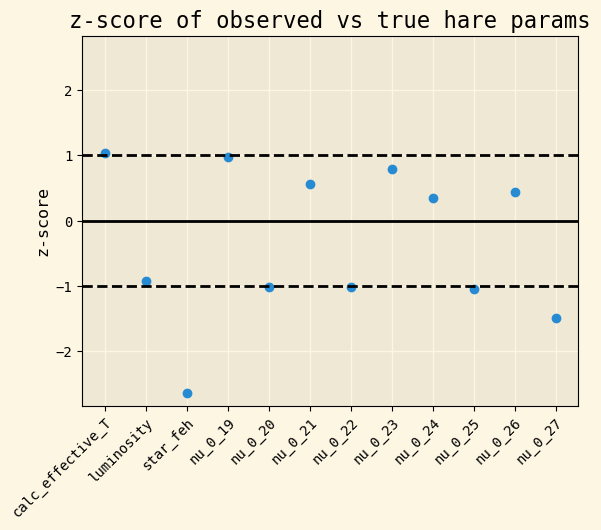 z-score of observed vs true hare params
z-score
2
1
0
−1
−2
calc_effective_T
luminosity
star_feh
nu_0_19
nu_0_20
nu_0_21
nu_0_22
nu_0_23
nu_0_24
nu_0_25
nu_0_26
nu_0_27